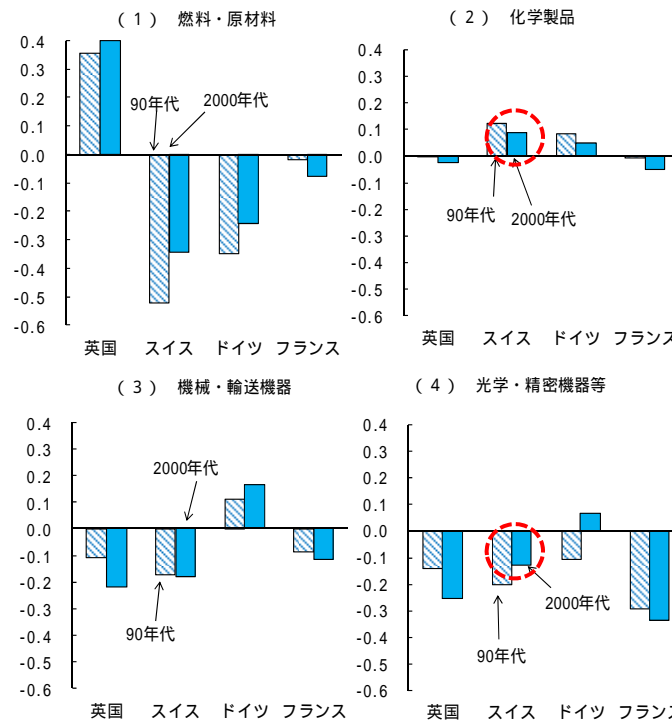 （１） 燃料・原材料
0.4
0.3
0.2
0.1
0.0
-0.1
-0.2
-0.3
-0.4
-0.5
-0.6
90年代
2000年代
英国 スイス ドイツ フランス
（２） 化学製品
0.4
0.3
0.2
0.1
0.0
-0.1
-0.2
-0.3
-0.4
-0.5
-0.6
90年代
2000年代
英国 スイス ドイツ フランス
（３） 機械・輸送機器
0.4
0.3
0.2
0.1
0.0
-0.1
-0.2
-0.3
-0.4
-0.5
-0.6
2000年代
90年代
英国 スイス ドイツ フランス
（４） 光学・精密機器等
0.4
0.3
0.2
0.1
0.0
-0.1
-0.2
-0.3
-0.4
-0.5
-0.6
2000年代
90年代
英国 スイス ドイツ フランス